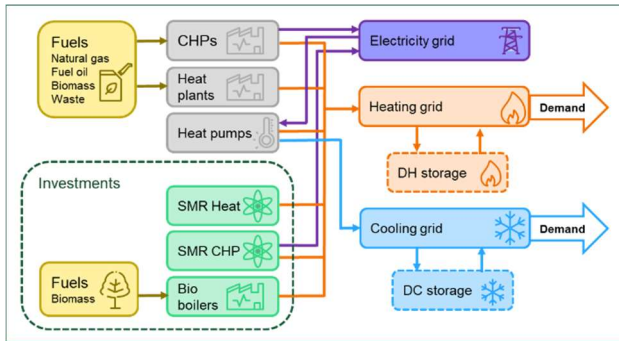 Fuels
Natural gas
Fuel oil
Biomass
Waste
CHPs
Heat
plants
Heat pumps
Electricity grid
Heating grid
Demand
DH storage
Investments
SMR Heat
SMR CHP
Cooling grid
Demand
Fuels
Biomass
Bio
boilers
DC storage